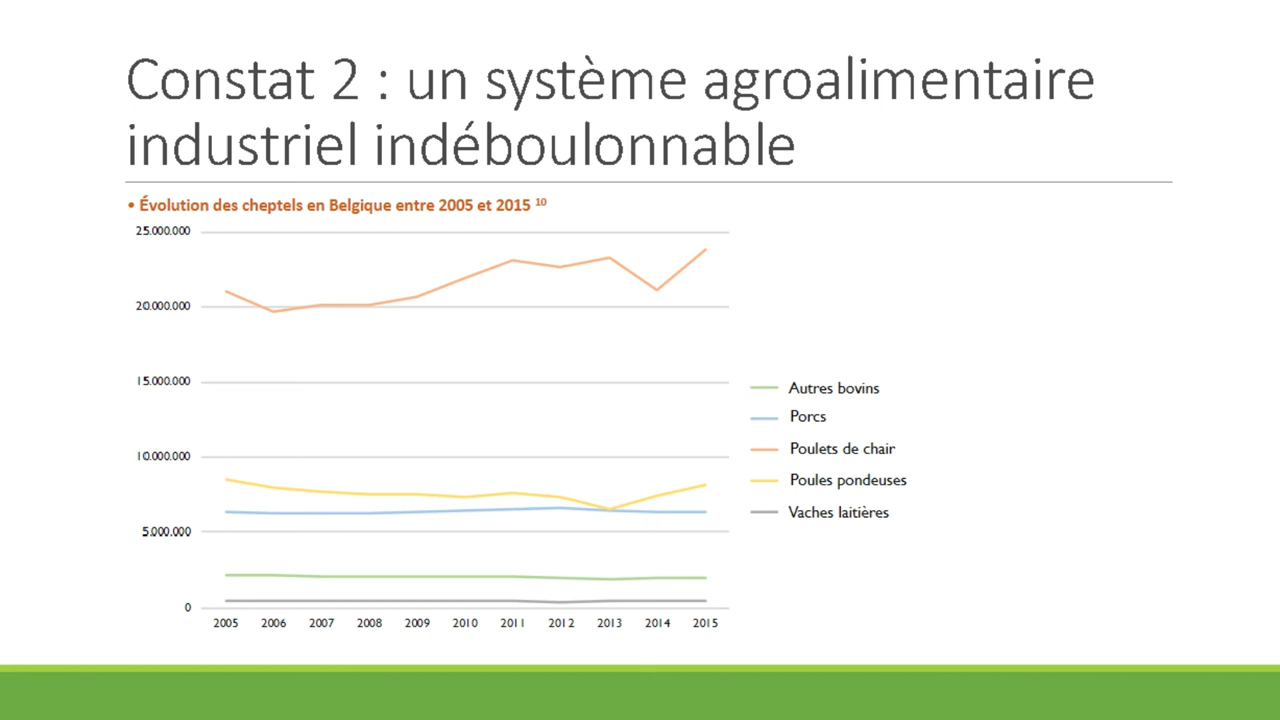 Constat 2 : un système agroalimentaire
industriel indéboulonnable
• Évolution des cheptels en Belgique entre 2005 et 2015 ¹⁰
25.000.000
20.000.000
15.000.000
10.000.000
5.000.000
0
2005 2006 2007 2008 2009 2010 2011 2012 2013 2014 2015
Autres bovins
Porcs
Poulets de chair
Poules pondeuses
Vaches laitières